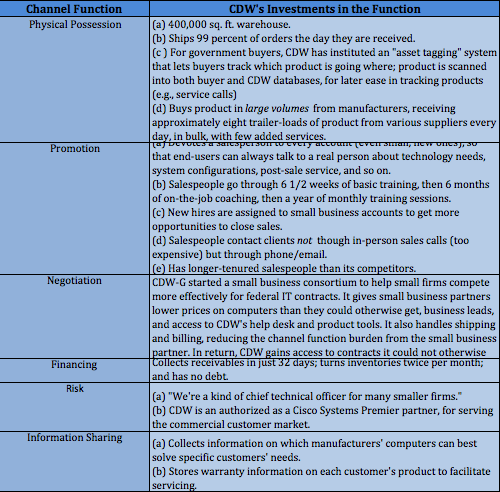 Channel Function
CDW's Investments in the Function
Physical Possession
(a) 400,000 sq. ft. warehouse.
(b) Ships 99 percent of orders the day they are received.
(c ) For government buyers, CDW has instituted an "asset tagging" system
that lets buyers track which product is going where; product is scanned
into both buyer and CDW databases, for later ease in tracking products
(e.g., service calls)
(d) Buys product in large volumes from manufacturers, receiving
approximately eight trailer-loads of product from various suppliers every
day, in bulk, with few added services.
Promotion
(a) Devotes a salesperson to every account (even small, new ones), so
that end-users can always talk to a real person about technology needs,
system configurations, post-sale service, and so on.
(b) Salespeople go through 6 1/2 weeks of basic training, then 6 months
of on-the-job coaching, then a year of monthly training sessions.
(c) New hires are assigned to small business accounts to get more
opportunities to close sales.
(d) Salespeople contact clients not though in-person sales calls (too
expensive) but through phone/email.
(e) Has longer-tenured salespeople than its competitors.
Negotiation
CDW-G started a small business consortium to help small firms compete
more effectively for federal IT contracts. It gives small business partners
lower prices on computers than they could otherwise get, business leads,
and access to CDW's help desk and product tools. It also handles shipping
and billing, reducing the channel function burden from the small business
partner. In return, CDW gains access to contracts it could not otherwise
Financing
Collects receivables in just 32 days; turns inventories twice per month;
and has no debt.
Risk
(a) "We're a kind of chief technical officer for many smaller firms."
(b) CDW is an authorized as a Cisco Systems Premier partner, for serving
the commercial customer market.
Information Sharing
(a) Collects information on which manufacturers' computers can best
solve specific customers' needs.
(b) Stores warranty information on each customer's product to facilitate
servicing.